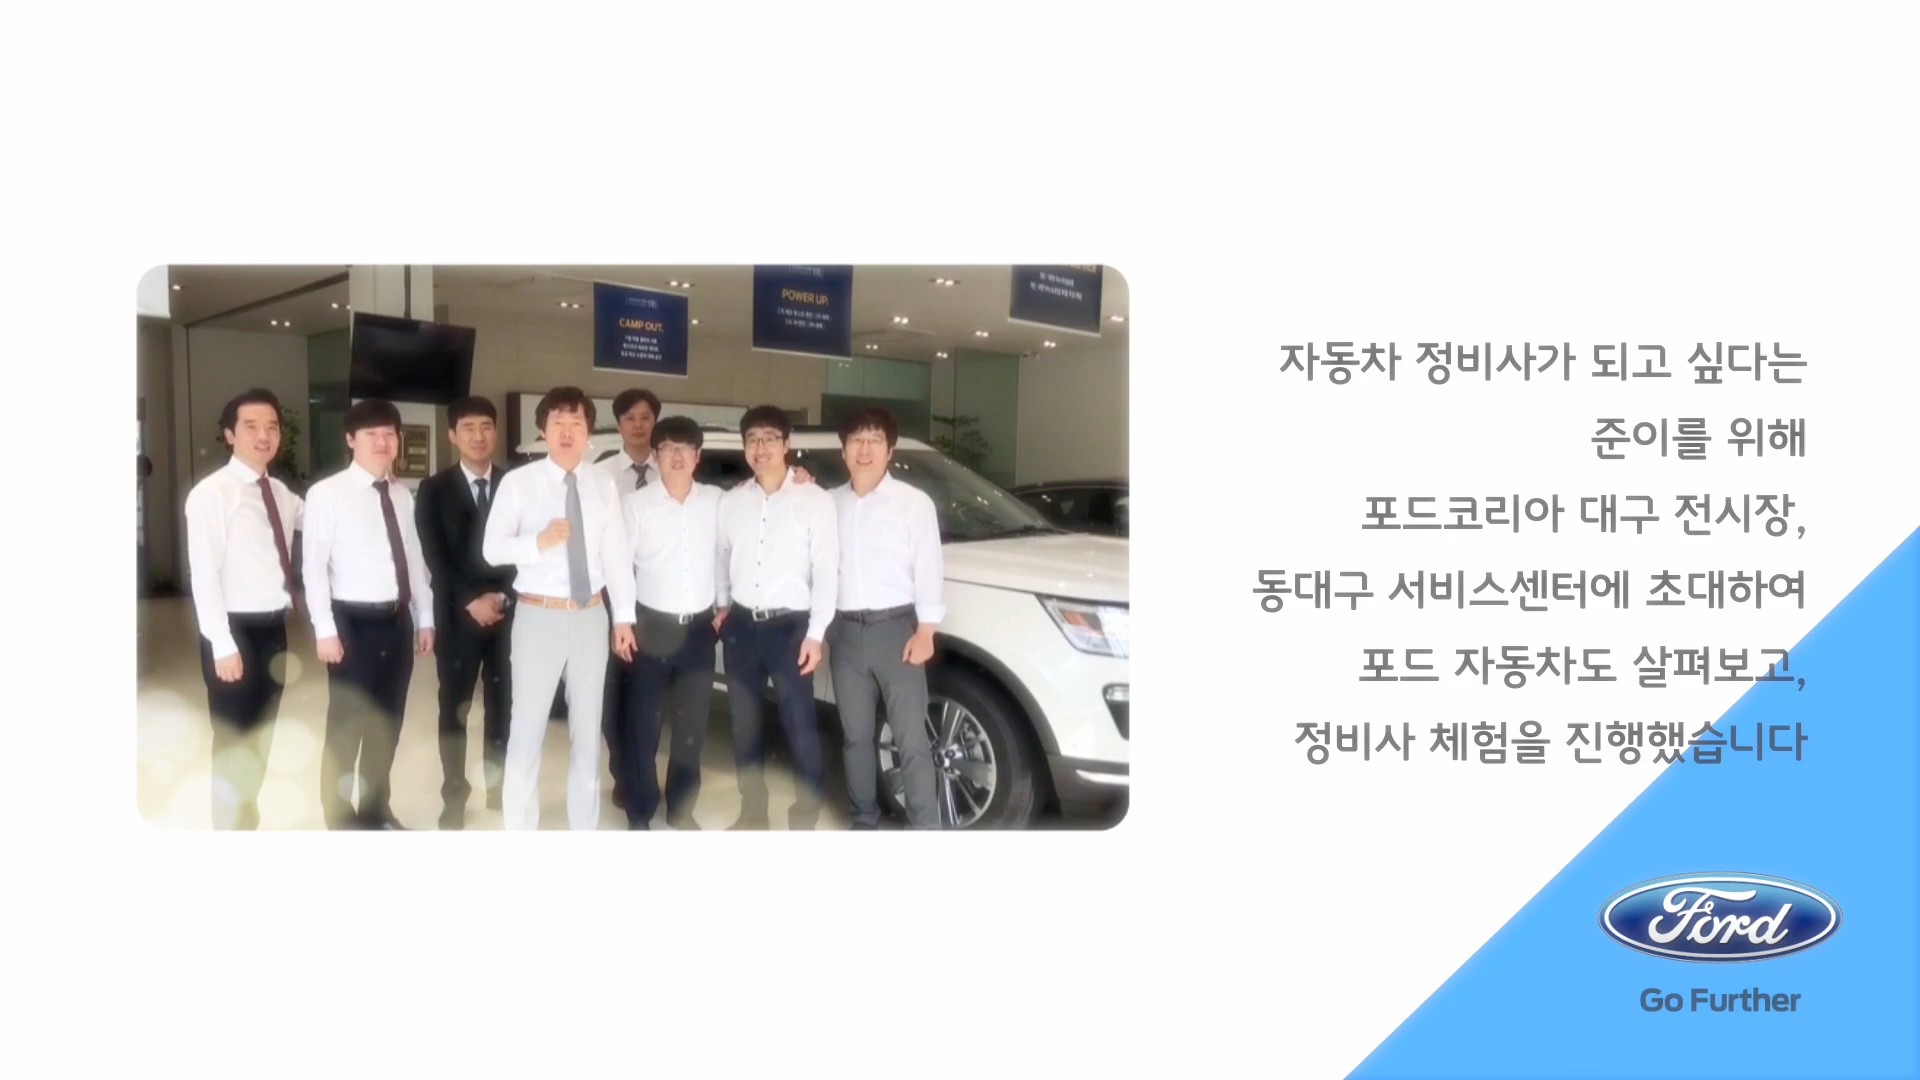 CAMP OUT.
POWER UP.
자동차 정비사가 되고 싶다는
준이를 위해
포드코리아 대구 전시장,
동대구 서비스센터에 초대하여
포드 자동차도 살펴보고,
정비사 체험을 진행했습니다
Ford
Go Further